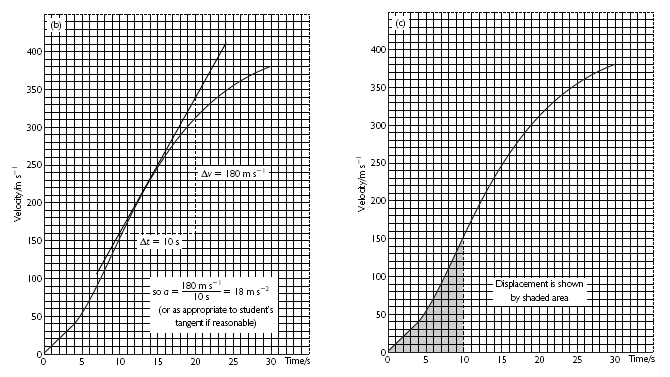 (b)
400
350
300
250
200
150
100
50
0
Velocity/m s⁻¹
Δv = 180 m s⁻¹
Δt = 10 s
so a = 180 m s⁻¹ / 10 s = 18 m s⁻²
(or as appropriate to student's
tangent if reasonable)
0 5 10 15 20 25 30 Time/s
(c)
400
350
300
250
200
150
100
50
0
Velocity/m s⁻¹
Displacement is shown
by shaded area
0 5 10 15 20 25 30 Time/s